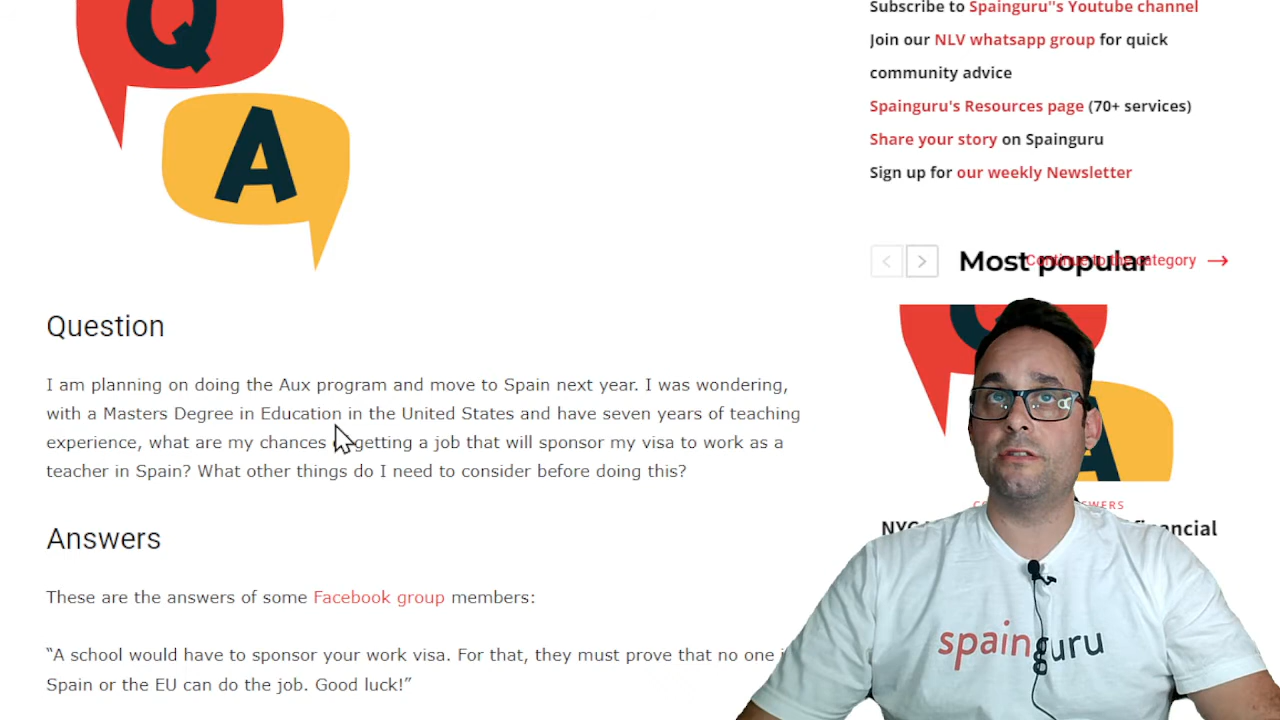 Q
A
Question
I am planning on doing the Aux program and move to Spain next year. I was wondering,
with a Masters Degree in Education in the United States and have seven years of teaching
experience, what are my chances getting a job that will sponsor my visa to work as a
teacher in Spain? What other things do I need to consider before doing this?
Answers
These are the answers of some Facebook group members:
“A school would have to sponsor your work visa. For that, they must prove that no one
Spain or the EU can do the job. Good luck!”
Subscribe to Spainguru''s Youtube channel
Join our NLV whatsapp group for quick
community advice
Spainguru's Resources page (70+ services)
Share your story on Spainguru
Sign up for our weekly Newsletter
Most popular
Continue to the category
financial
spainguru